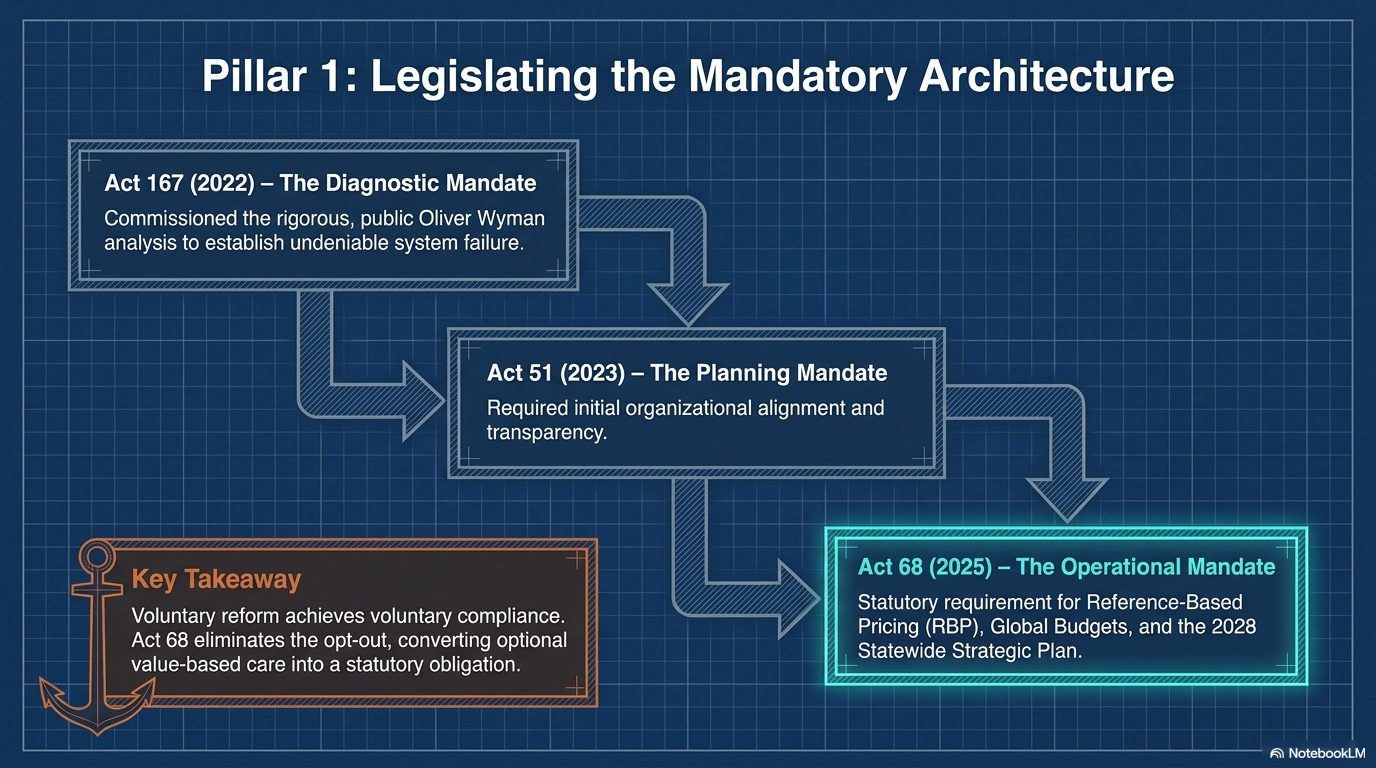 Pillar 1: Legislating the Mandatory Architecture
Act 167 (2022) – The Diagnostic Mandate
Commissioned the rigorous, public Oliver Wyman
analysis to establish undeniable system failure.
Act 51 (2023) – The Planning Mandate
Required initial organizational alignment and
transparency.
Act 68 (2025) – The Operational Mandate
Statutory requirement for Reference-Based
Pricing (RBP), Global Budgets, and the 2028
Statewide Strategic Plan.
Key Takeaway
Voluntary reform achieves voluntary compliance.
Act 68 eliminates the opt-out, converting optional
value-based care into a statutory obligation.
NotebookLM